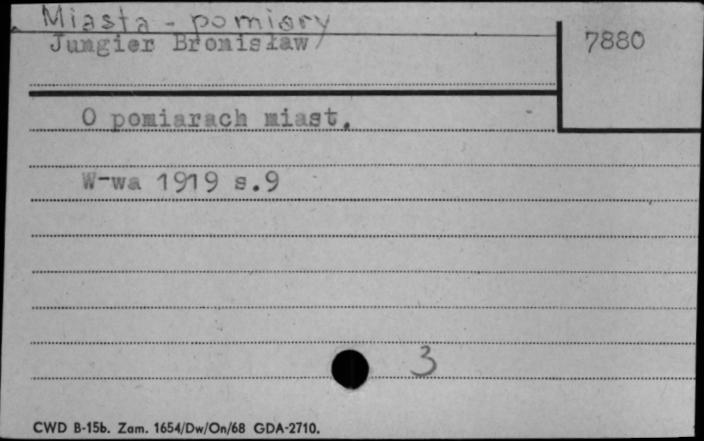 Miasta - pomiary
Jungier Bronisław
7880
O pomiarach miast.
W-wa 1919 s.9
3
CWD B-15b. Zam. 1654/Dw/On/68 GDA-2710.